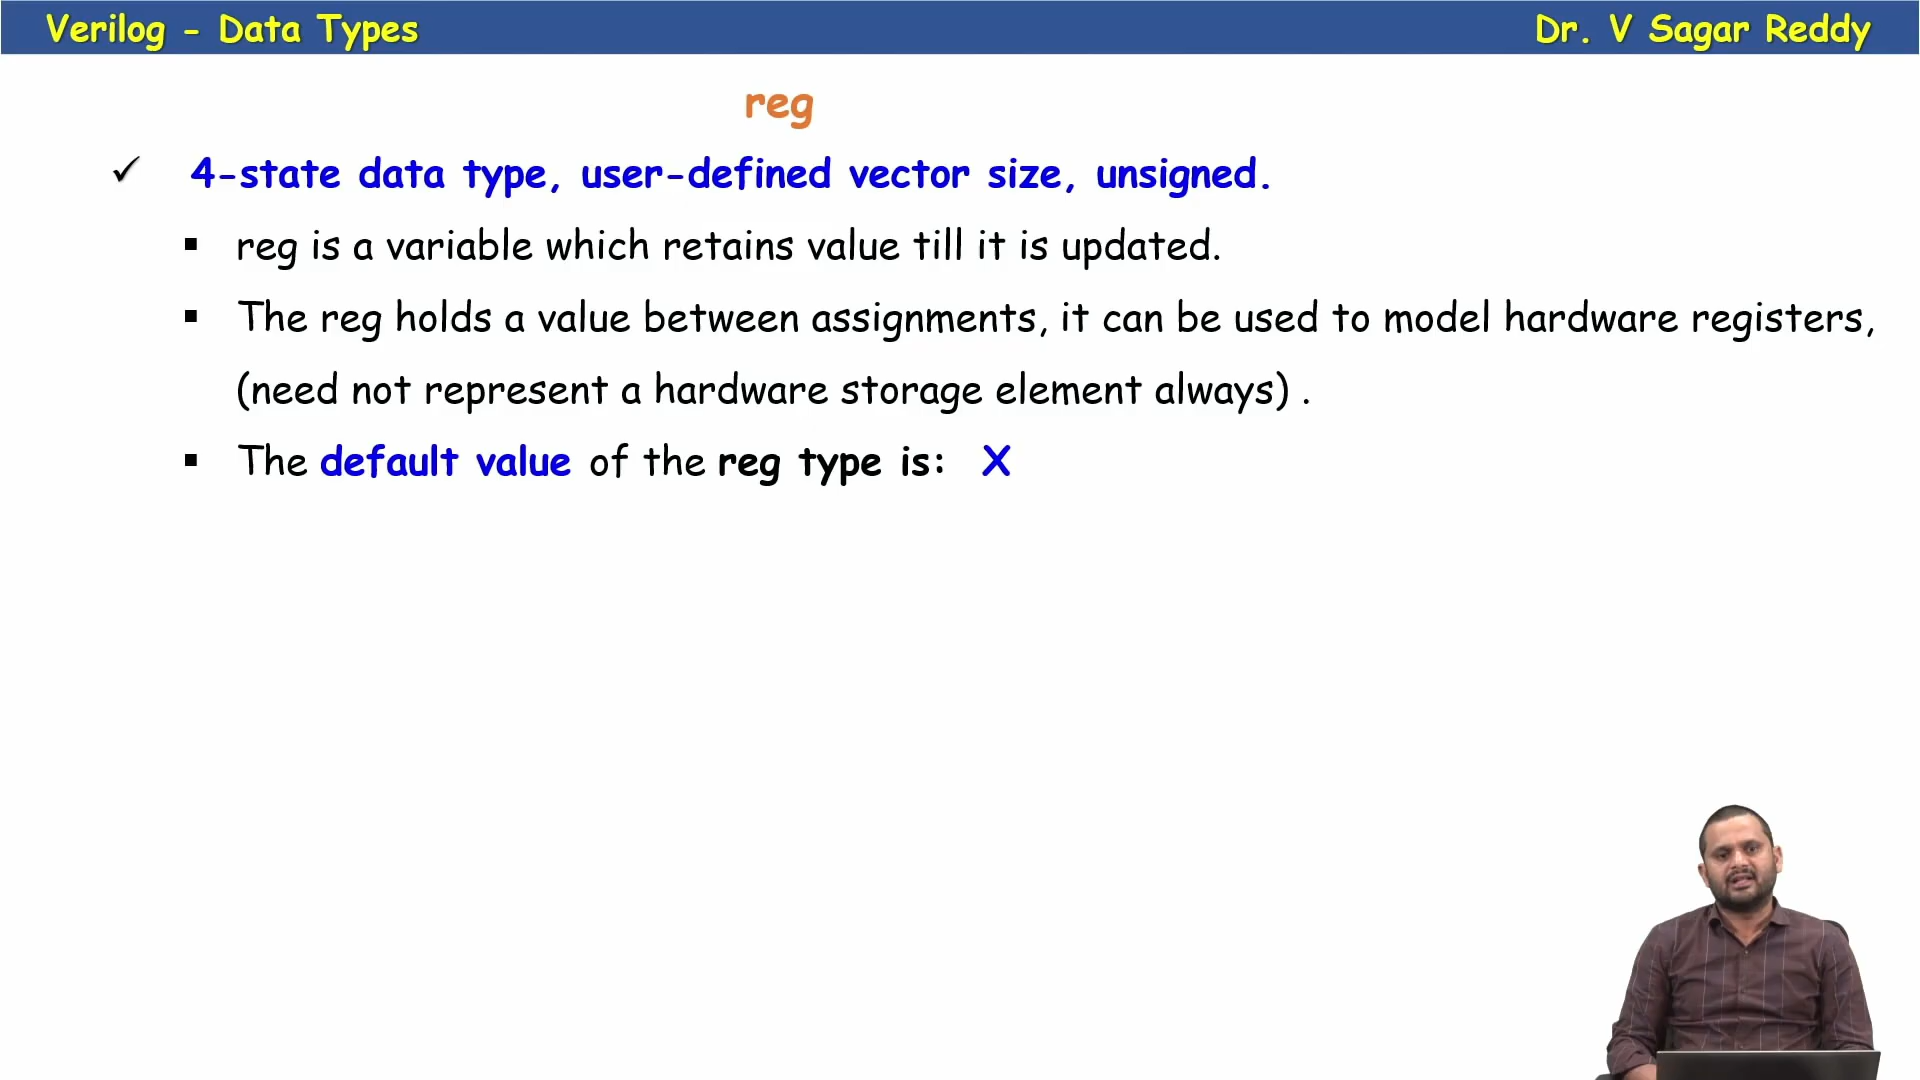 Verilog - Data Types Dr. V Sagar Reddy
reg
✓ 4-state data type, user-defined vector size, unsigned.
▪ reg is a variable which retains value till it is updated.
▪ The reg holds a value between assignments, it can be used to model hardware registers,
(need not represent a hardware storage element always) .
▪ The default value of the reg type is: X